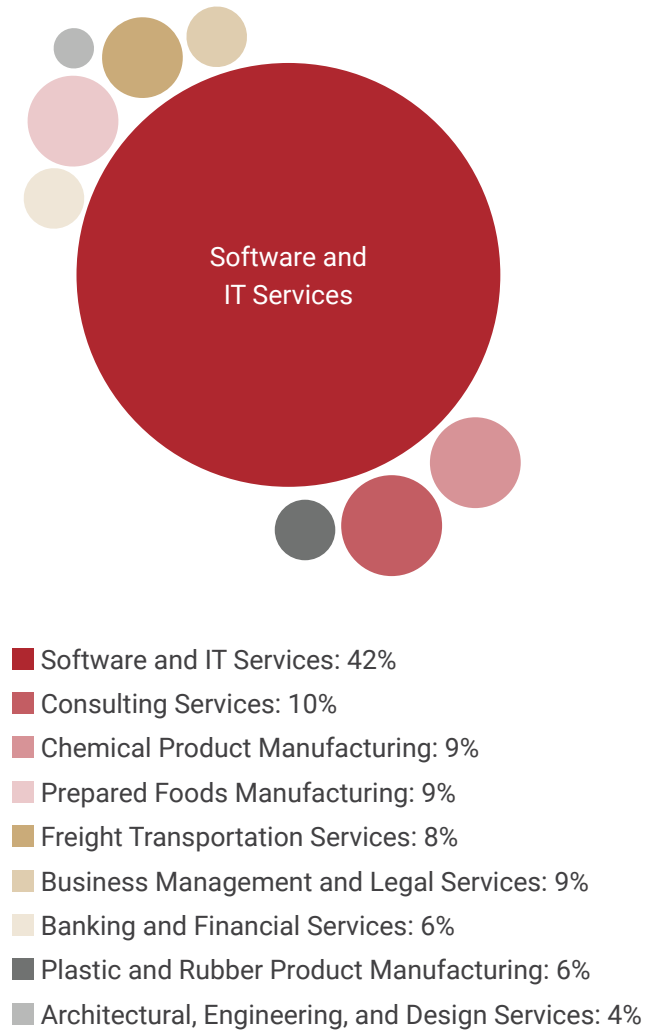 Software and
IT Services
Software and IT Services: 42%
Consulting Services: 10%
Chemical Product Manufacturing: 9%
Prepared Foods Manufacturing: 9%
Freight Transportation Services: 8%
Business Management and Legal Services: 9%
Banking and Financial Services: 6%
Plastic and Rubber Product Manufacturing: 6%
Architectural, Engineering, and Design Services: 4%